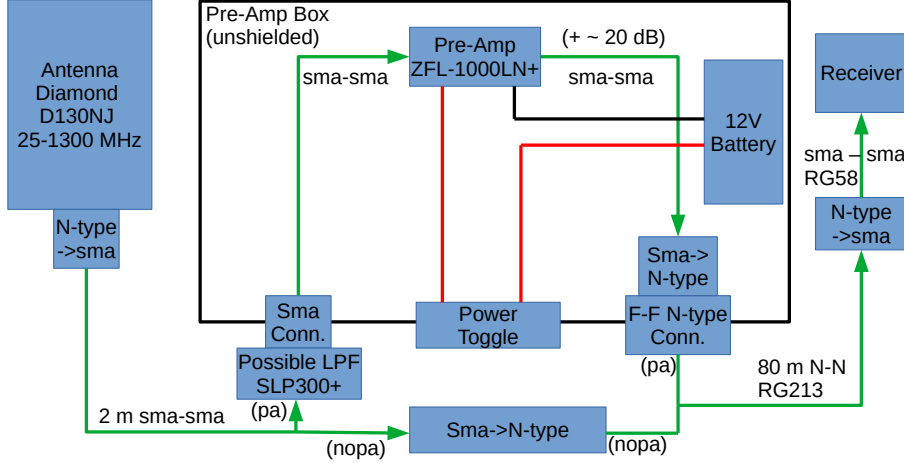 Pre-Amp Box
(unshielded)
Antenna
Diamond
D130NJ
25-1300 MHz
N-type
->sma
Pre-Amp
ZFL-1000LN+
(+ ~ 20 dB)
sma-sma
sma-sma
12V
Battery
Receiver
sma – sma
RG58
N-type
->sma
Sma->
N-type
F-F N-type
Conn.
Sma
Conn.
Power
Toggle
Possible LPF
SLP300+
(pa)
(pa)
80 m N-N
RG213
2 m sma-sma
(nopa)
Sma->N-type
(nopa)